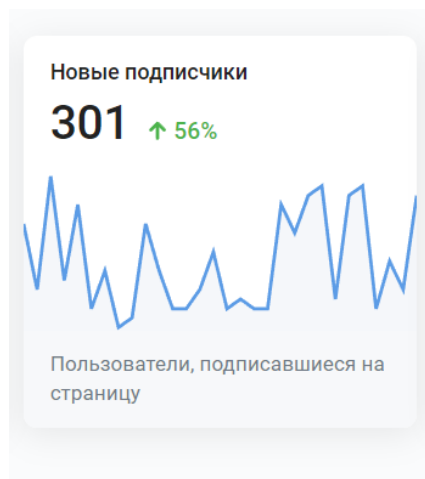 Новые подписчики
301 ↑ 56%
Пользователи, подписавшиеся на
страницу